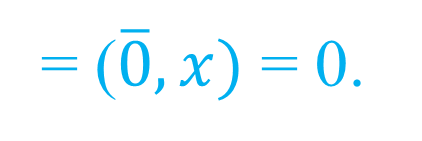 = (0̅, x) = 0.